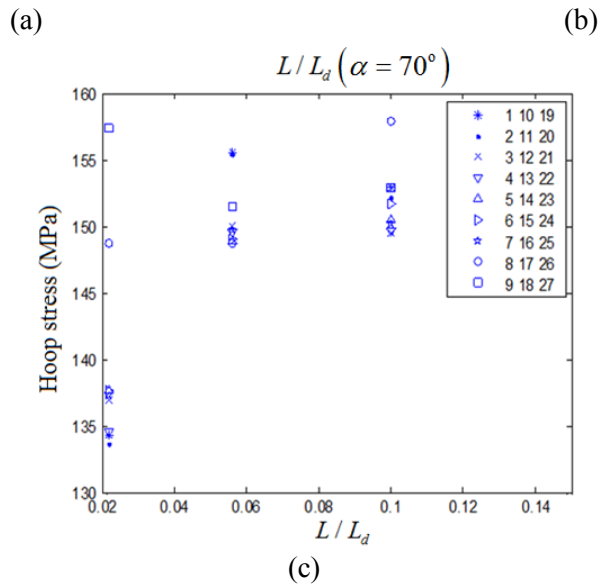 (a) (b)
L / L_d (α = 70°)
160
155
150
145
140
135
130
Hoop stress (MPa)
1 10 19
2 11 20
3 12 21
4 13 22
5 14 23
6 15 24
7 16 25
8 17 26
9 18 27
0.02 0.04 0.06 0.08 0.1 0.12 0.14
L / L_d
(c)